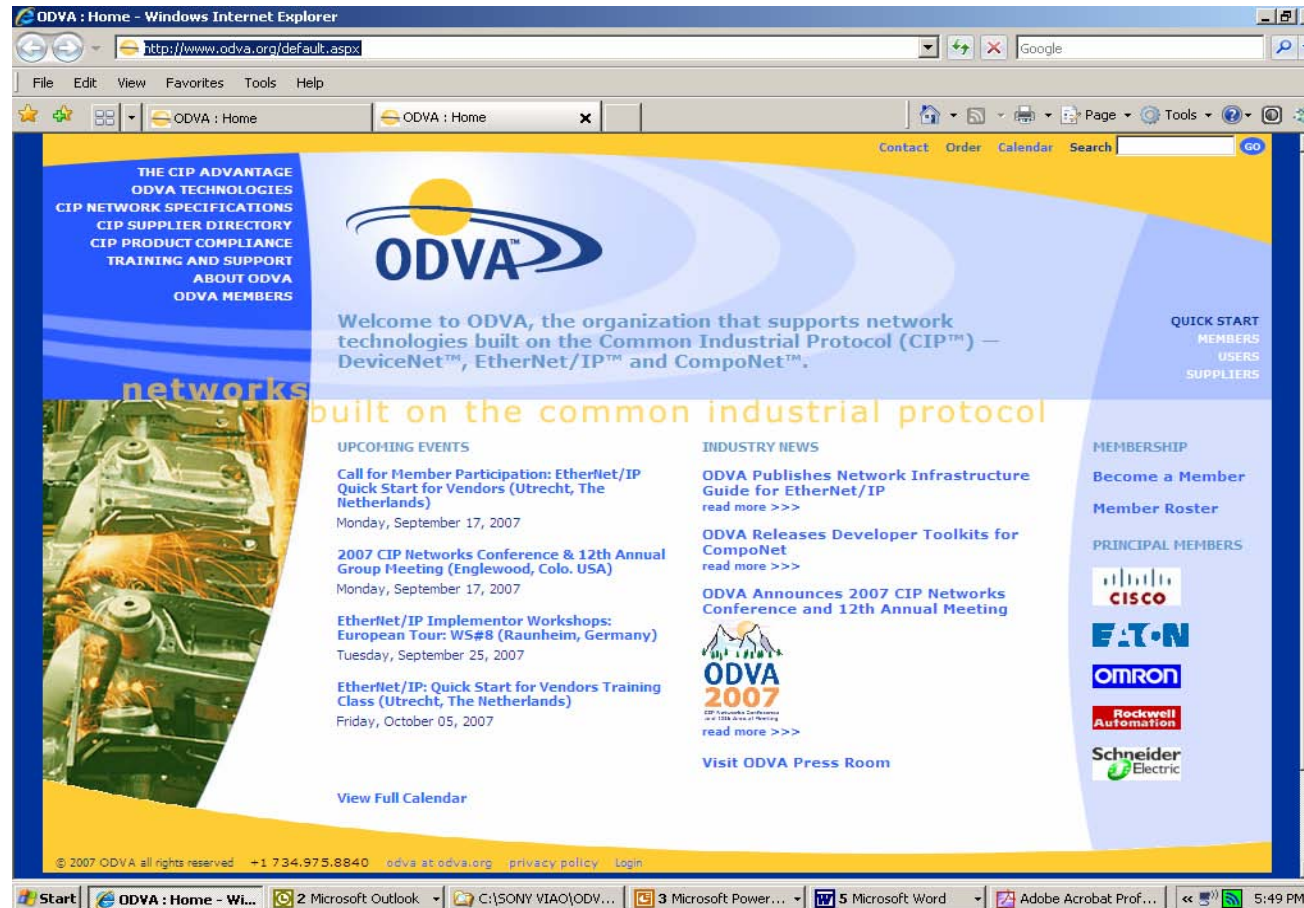 ODVA : Home - Windows Internet Explorer
http://www.odva.org/default.aspx
Google
File Edit View Favorites Tools Help
ODVA : Home
ODVA : Home
Page Tools
Contact Order Calendar Search GO
THE CIP ADVANTAGE
ODVA TECHNOLOGIES
CIP NETWORK SPECIFICATIONS
CIP SUPPLIER DIRECTORY
CIP PRODUCT COMPLIANCE
TRAINING AND SUPPORT
ABOUT ODVA
ODVA MEMBERS
ODVA™
Welcome to ODVA, the organization that supports network
technologies built on the Common Industrial Protocol (CIP™) —
DeviceNet™, EtherNet/IP™ and CompoNet™.
QUICK START
MEMBERS
USERS
SUPPLIERS
networks
built on the common industrial protocol
UPCOMING EVENTS
Call for Member Participation: EtherNet/IP
Quick Start for Vendors (Utrecht, The
Netherlands)
Monday, September 17, 2007
2007 CIP Networks Conference & 12th Annual
Group Meeting (Englewood, Colo. USA)
Monday, September 17, 2007
EtherNet/IP Implementor Workshops:
European Tour: WS#8 (Raunheim, Germany)
Tuesday, September 25, 2007
EtherNet/IP: Quick Start for Vendors Training
Class (Utrecht, The Netherlands)
Friday, October 05, 2007
View Full Calendar
INDUSTRY NEWS
ODVA Publishes Network Infrastructure
Guide for EtherNet/IP
read more >>>
ODVA Releases Developer Toolkits for
CompoNet
read more >>>
ODVA Announces 2007 CIP Networks
Conference and 12th Annual Meeting
ODVA
2007
CIP Networks Conference
and 12th Annual Meeting
read more >>>
Visit ODVA Press Room
MEMBERSHIP
Become a Member
Member Roster
PRINCIPAL MEMBERS
CISCO
EATON
OMRON
Rockwell
Automation
Schneider
Electric
© 2007 ODVA all rights reserved +1 734.975.8840 odva at odva.org privacy policy Login
Start ODVA : Home - Wi... 2 Microsoft Outlook C:\SONY VIAO\ODV... 3 Microsoft Power... 5 Microsoft Word Adobe Acrobat Prof... « 5:49 PM